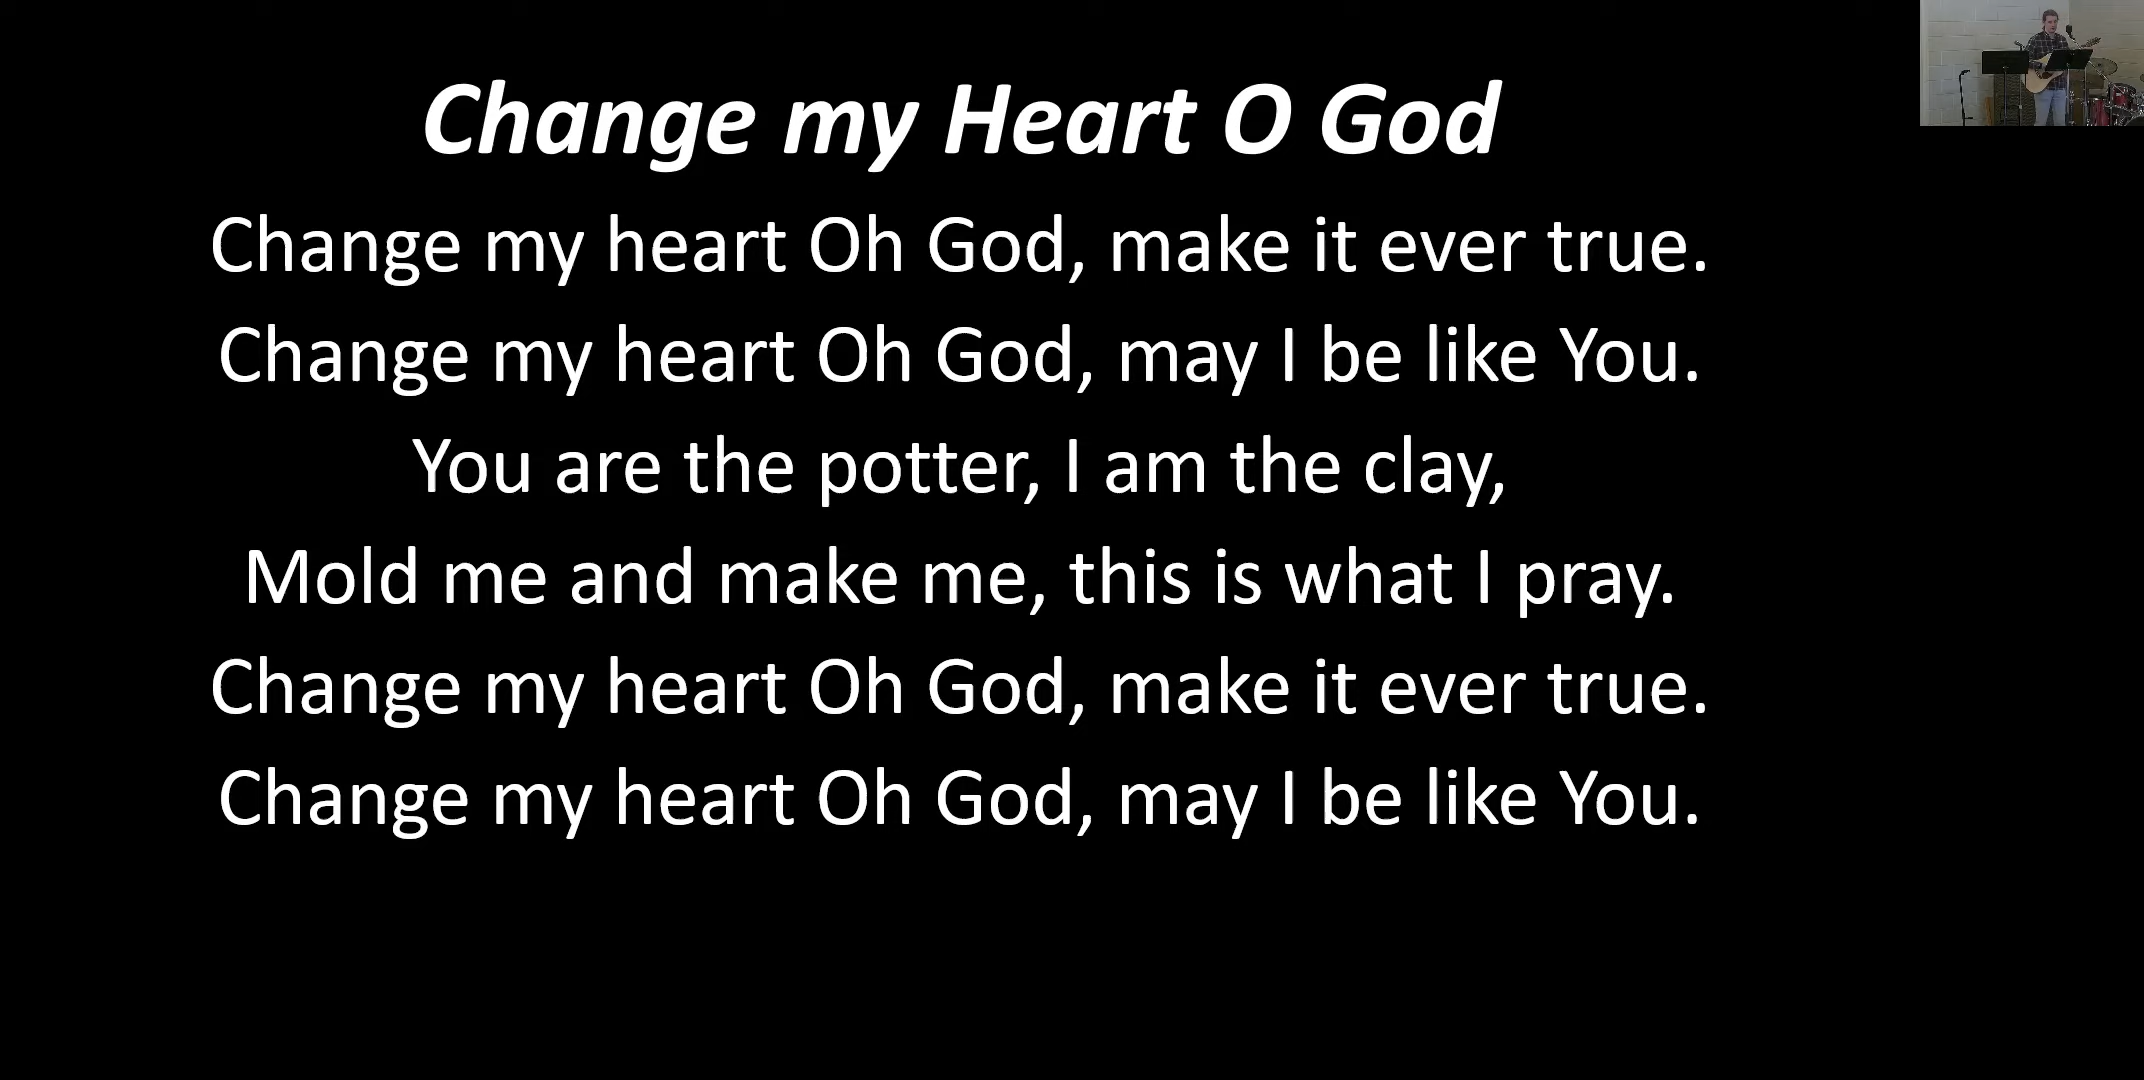 Change my Heart O God
Change my heart Oh God, make it ever true.
Change my heart Oh God, may I be like You.
You are the potter, I am the clay,
Mold me and make me, this is what I pray.
Change my heart Oh God, make it ever true.
Change my heart Oh God, may I be like You.